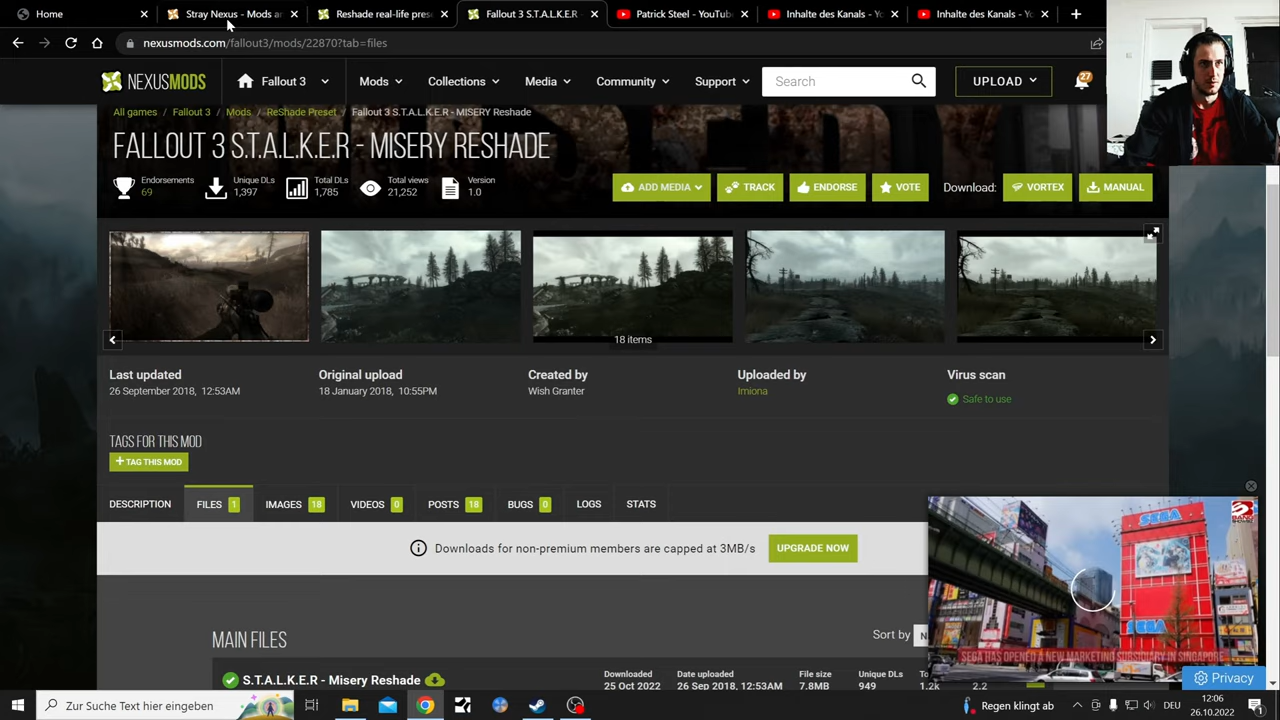 Home
Stray Nexus - Mods a
Reshade real-life prese
Fallout 3 S.T.A.L.K.E.R -
Patrick Steel - YouTub
Inhalte des Kanals - Yo
Inhalte des Kanals - Yo
nexusmods.com/fallout3/mods/22870?tab=files
NEXUSMODS
Fallout 3
Mods
Collections
Media
Community
Support
Search
UPLOAD
27
All games / Fallout 3 / Mods / ReShade Preset / Fallout 3 S.T.A.L.K.E.R - MISERY RESHADE
FALLOUT 3 S.T.A.L.K.E.R - MISERY RESHADE
Endorsements
69
Unique DLs
1,397
Total DLs
1,785
Total views
21,252
Version
1.0
ADD MEDIA
TRACK
ENDORSE
VOTE
Download:
VORTEX
MANUAL
18 items
Last updated
26 September 2018, 12:53AM
Original upload
18 January 2018, 10:55PM
Created by
Wish Granter
Uploaded by
Imiona
Virus scan
Safe to use
TAGS FOR THIS MOD
+ TAG THIS MOD
DESCRIPTION
FILES 1
IMAGES 18
VIDEOS 0
POSTS 18
BUGS 0
LOGS
STATS
Downloads for non-premium members are capped at 3MB/s
UPGRADE NOW
MAIN FILES
Sort by
S.T.A.L.K.E.R - Misery Reshade
Downloaded
25 Oct 2022
Date uploaded
26 Sep 2018, 12:53AM
File size
7.8MB
Unique DLs
949
1.2k
2.2
SEGA
SEGA
SEGA HAS OPENED A NEW MARKETING SUBSIDIARY IN SINGAPORE
Privacy
Zur Suche Text hier eingeben
Regen klingt ab
DEU
12:06
26.10.2022
1